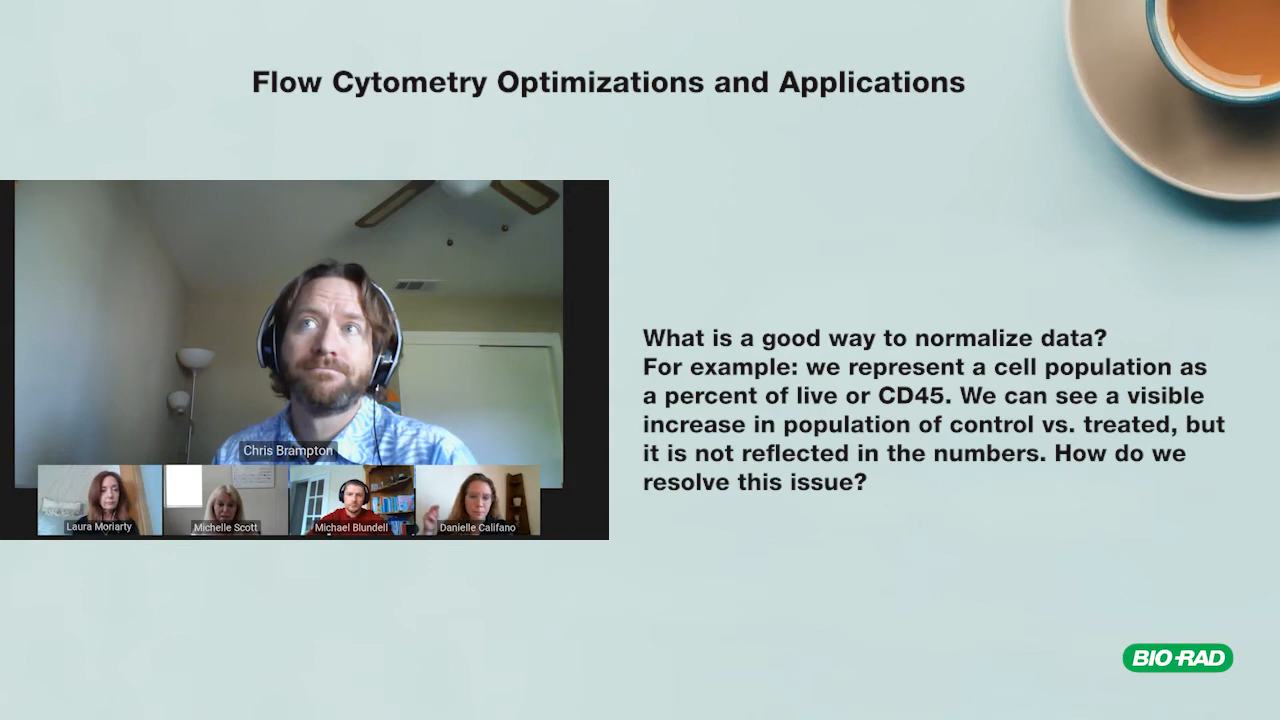 Flow Cytometry Optimizations and Applications
What is a good way to normalize data?
For example: we represent a cell population as
a percent of live or CD45. We can see a visible
increase in population of control vs. treated, but
it is not reflected in the numbers. How do we
resolve this issue?
Chris Brampton
Laura Moriarty
Michelle Scott
Michael Blundell
Danielle Califano
BIO-RAD